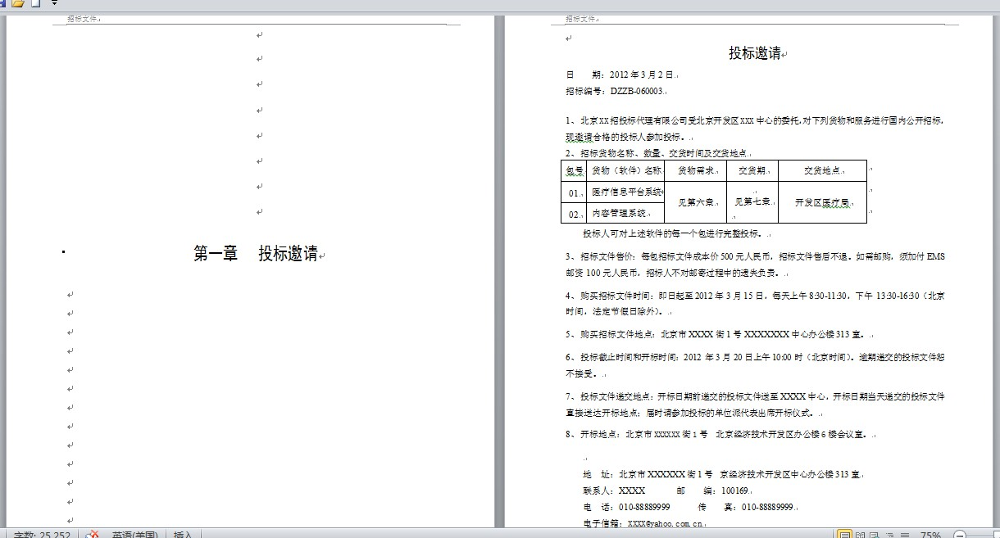 招标文件
第一章 投标邀请
招标文件
投标邀请
日 期：2012 年 3 月 2 日
招标编号：DZZB-060003
1、北京 XX 招投标代理有限公司受北京开发区 XXX 中心的委托，对下列货物和服务进行国内公开招标，
现邀请合格的投标人参加投标。
2、招标货物名称、数量、交货时间及交货地点
包号 货物（软件）名称 货物需求 交货期 交货地点
01 医疗信息平台系统 见第六章 见第七章 开发区医疗局
02 内容管理系统
投标人可对上述软件的每一个包进行完整投标。
3、招标文件售价：每包招标文件成本价 500 元人民币，招标文件售后不退。如需邮购，须加付 EMS
邮资 100 元人民币，招标人不对邮寄过程中的遗失负责。
4、购买招标文件时间：即日起至 2012 年 3 月 15 日，每天上午 8:30-11:30，下午 13:30-16:30（北京
时间，法定节假日除外）。
5、购买招标文件地点：北京市 XXXX 街 1 号 XXXXXXX 中心办公楼 313 室。
6、投标截止时间和开标时间：2012 年 3 月 20 日上午 10:00 时（北京时间）。逾期递交的投标文件恕
不接受。
7、投标文件递交地点：开标日期前递交的投标文件送至 XXXX 中心，开标日期当天递交的投标文件
直接送达开标地点；届时请参加投标的单位派代表出席开标仪式。
8、开标地点：北京市 XXXXXX 街 1 号 北京经济技术开发区办公楼 6 楼会议室。
地 址：北京市 XXXXXX 街 1 号 京经济技术开发区中心办公楼 313 室
联系人：XXXX 邮 编：100169
电 话：010-88889999 传 真：010-88889999
电子信箱：XXXX@yahoo.com.cn
字数: 25,252 英语(美国) 插入 75%